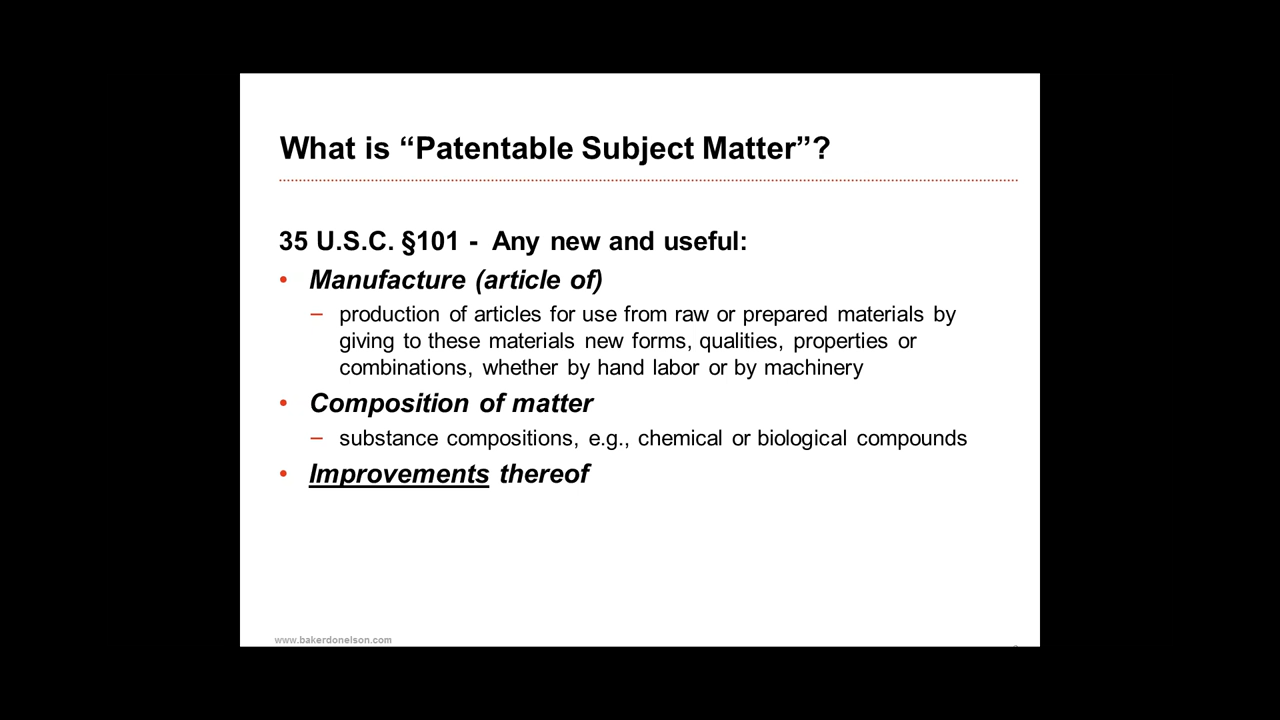 What is “Patentable Subject Matter”?
35 U.S.C. §101 - Any new and useful:
• Manufacture (article of)
– production of articles for use from raw or prepared materials by
giving to these materials new forms, qualities, properties or
combinations, whether by hand labor or by machinery
• Composition of matter
– substance compositions, e.g., chemical or biological compounds
• Improvements thereof
www.bakerdonelson.com